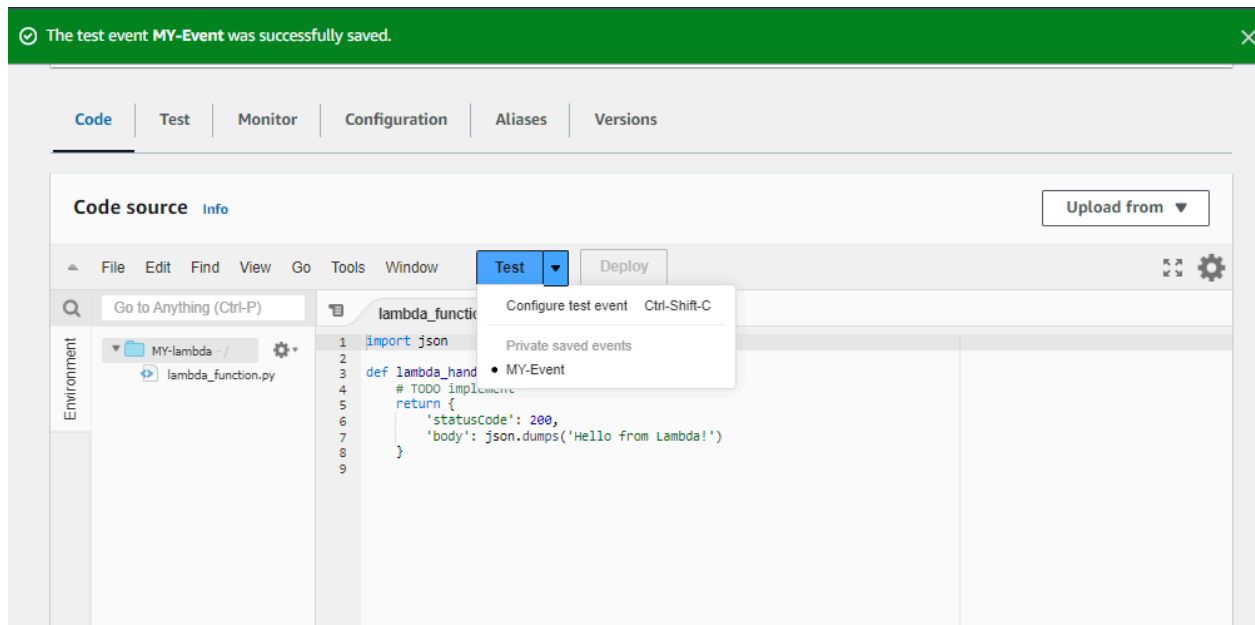 The test event MY-Event was successfully saved.
Code Test Monitor Configuration Aliases Versions
Code source Info
Upload from
File Edit Find View Go Tools Window Test Deploy
Go to Anything (Ctrl-P)
lambda_functio
Configure test event Ctrl-Shift-C
Private saved events
MY-Event
Environment
MY-lambda - /
lambda_function.py
1 import json
2
3 def lambda_hand
4 # TODO implement
5 return {
6 'statusCode': 200,
7 'body': json.dumps('Hello from Lambda!')
8 }
9